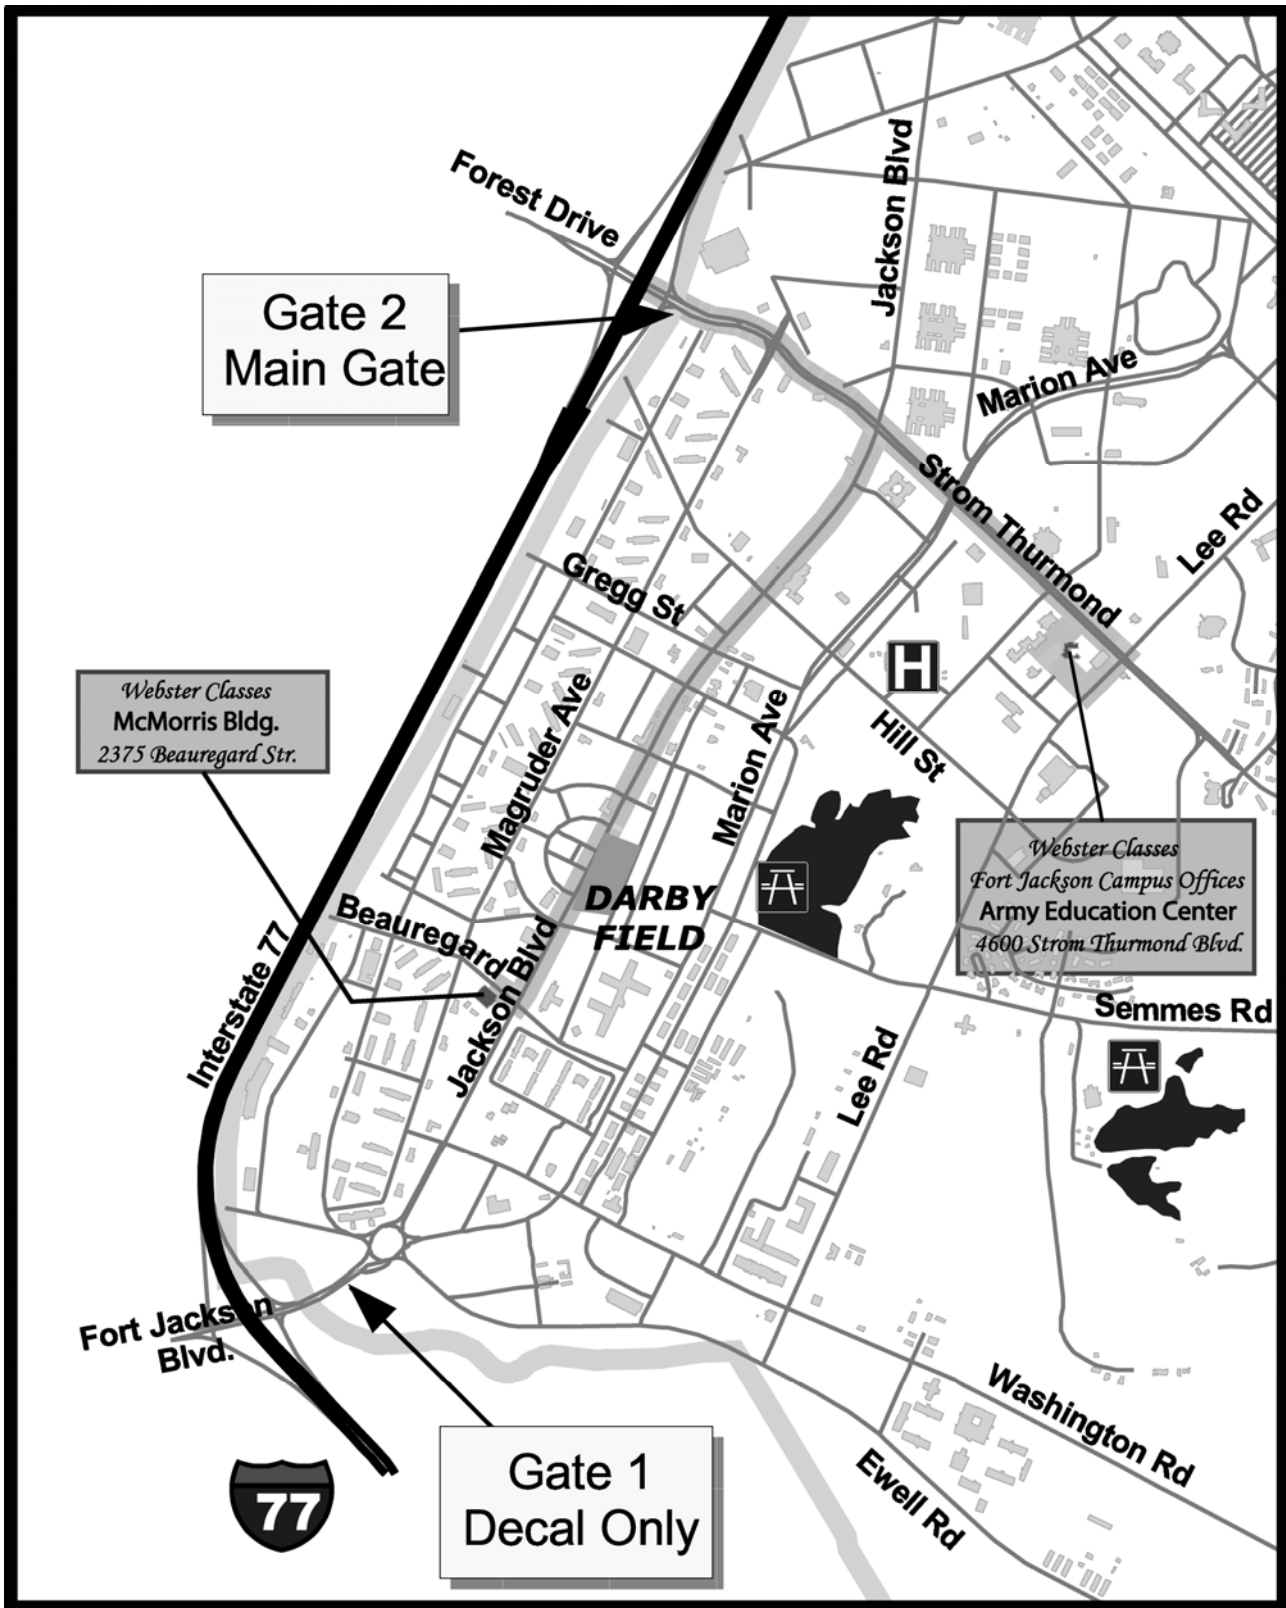 Forest Drive
Jackson Blvd
Gate 2
Main Gate
Marion Ave
Strom Thurmond
Lee Rd
Gregg St
H
Webster Classes
McMorris Bldg.
2375 Beauregard Str.
Magruder Ave
Marion Ave
Hill St
Webster Classes
Fort Jackson Campus Offices
Army Education Center
4600 Strom Thurmond Blvd.
DARBY
FIELD
Beauregard
Jackson Blvd
Interstate 77
Semmes Rd
Lee Rd
Fort Jackson
Blvd.
Washington Rd
Ewell Rd
Gate 1
Decal Only
77